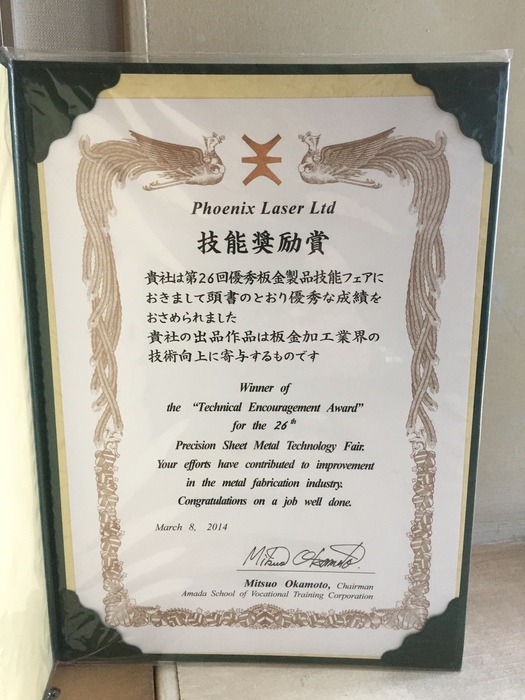 Phoenix Laser Ltd
技能奨励賞
貴社は第26回優秀板金製品技能フェアに
おきまして頭書のとおり優秀な成績を
おさめられました
貴社の出品作品は板金加工業界の
技術向上に寄与するものです
Winner of
the "Technical Encouragement Award"
for the 26th
Precision Sheet Metal Technology Fair.
Your efforts have contributed to improvement
in the metal fabrication industry.
Congratulations on a job well done.
March 8, 2014
Mitsuo Okamoto
Mitsuo Okamoto, Chairman
Amada School of Vocational Training Corporation